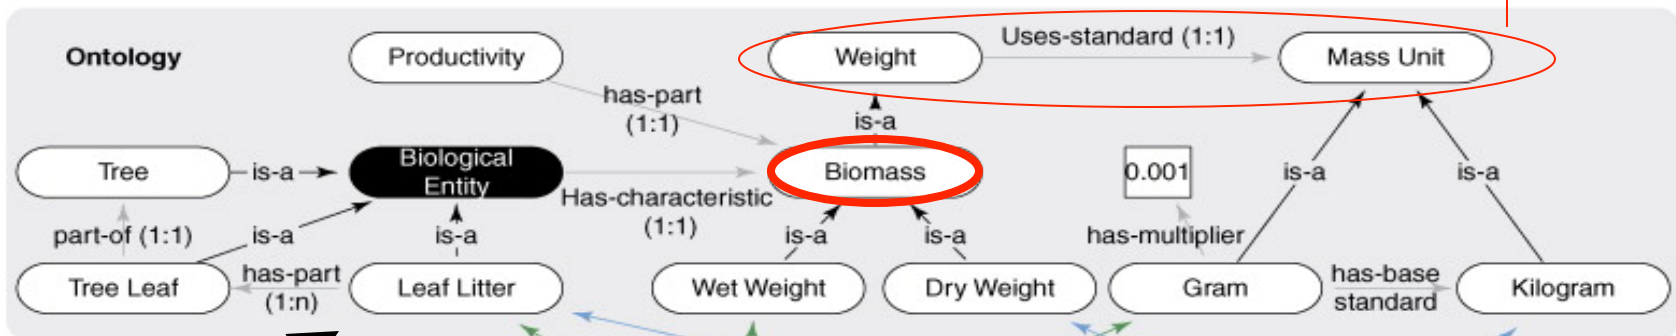 Ontology
Productivity
Weight
Uses-standard (1:1)
Mass Unit
has-part
(1:1)
is-a
Tree
is-a
Biological
Entity
Has-characteristic
(1:1)
Biomass
0.001
is-a
is-a
part-of (1:1)
is-a
is-a
is-a
is-a
has-multiplier
Tree Leaf
has-part
(1:n)
Leaf Litter
Wet Weight
Dry Weight
Gram
has-base
standard
Kilogram